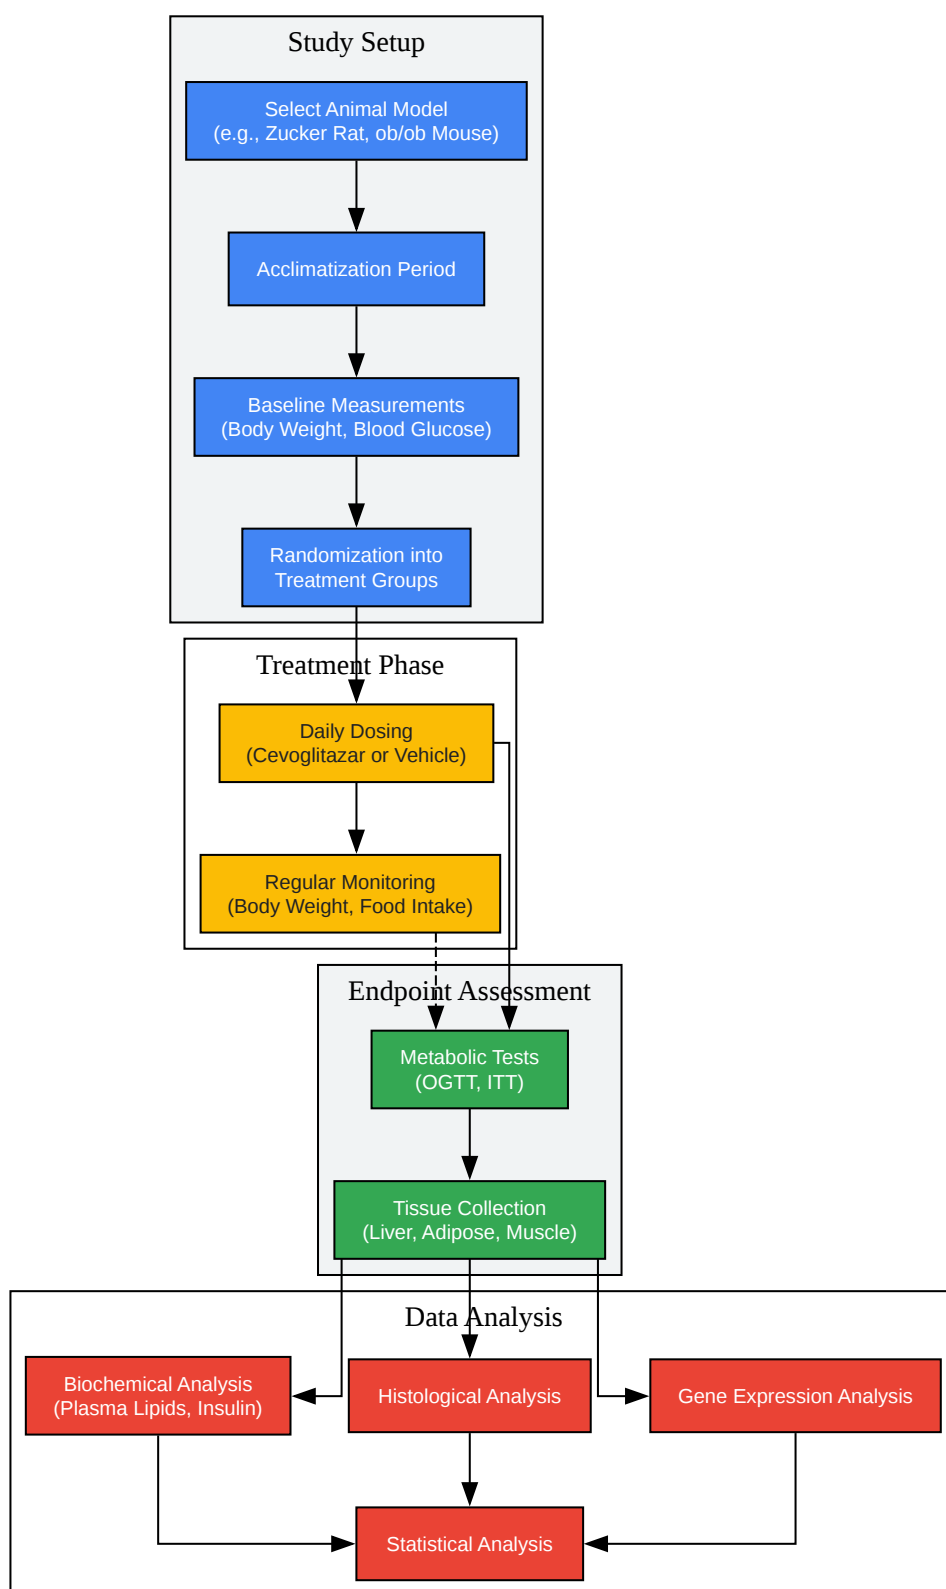 Study Setup
Select Animal Model
(e.g., Zucker Rat, ob/ob Mouse)
Acclimatization Period
Baseline Measurements
(Body Weight, Blood Glucose)
Randomization into
Treatment Groups
Treatment Phase
Daily Dosing
(Cevoglitazar or Vehicle)
Regular Monitoring
(Body Weight, Food Intake)
Endpoint Assessment
Metabolic Tests
(OGTT, ITT)
Tissue Collection
(Liver, Adipose, Muscle)
Data Analysis
Biochemical Analysis
(Plasma Lipids, Insulin)
Histological Analysis
Gene Expression Analysis
Statistical Analysis